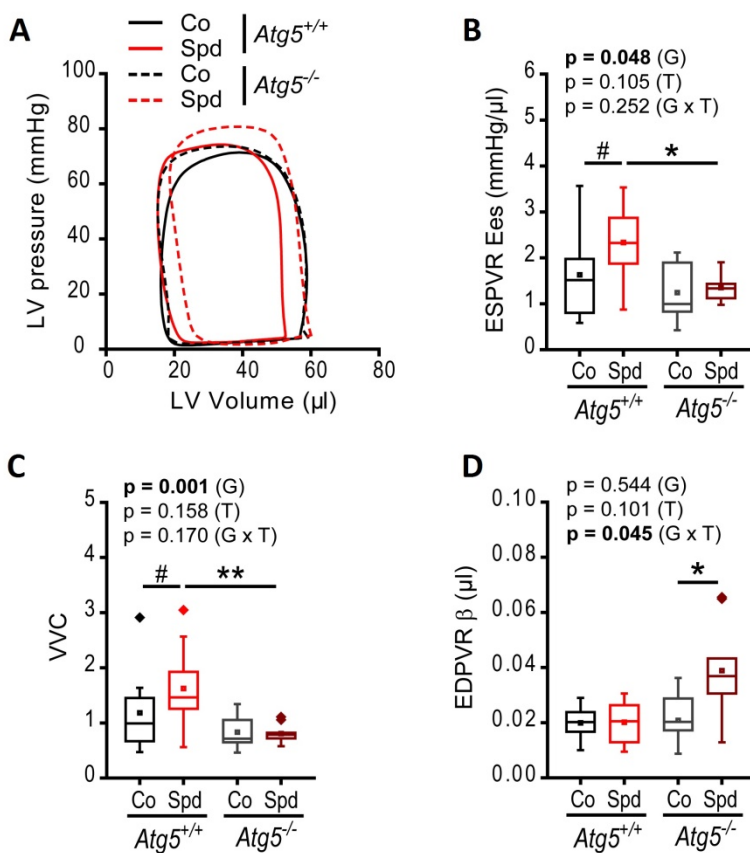 A
Co
Spd
Atg5+/+
Co
Spd
Atg5-/-
LV pressure (mmHg)
100
80
60
40
20
0
0 20 40 60 80
LV Volume (µl)
B
p = 0.048 (G)
p = 0.105 (T)
p = 0.252 (G x T)
ESPVR Ees (mmHg/µl)
6
5
4
3
2
1
0
# *
Co Spd Co Spd
Atg5+/+ Atg5-/-
C
p = 0.001 (G)
p = 0.158 (T)
p = 0.170 (G x T)
VVC
5
4
3
2
1
0
# **
Co Spd Co Spd
Atg5+/+ Atg5-/-
D
p = 0.544 (G)
p = 0.101 (T)
p = 0.045 (G x T)
EDPVR β (µl)
0.10
0.08
0.06
0.04
0.02
0.00
*
Co Spd Co Spd
Atg5+/+ Atg5-/-